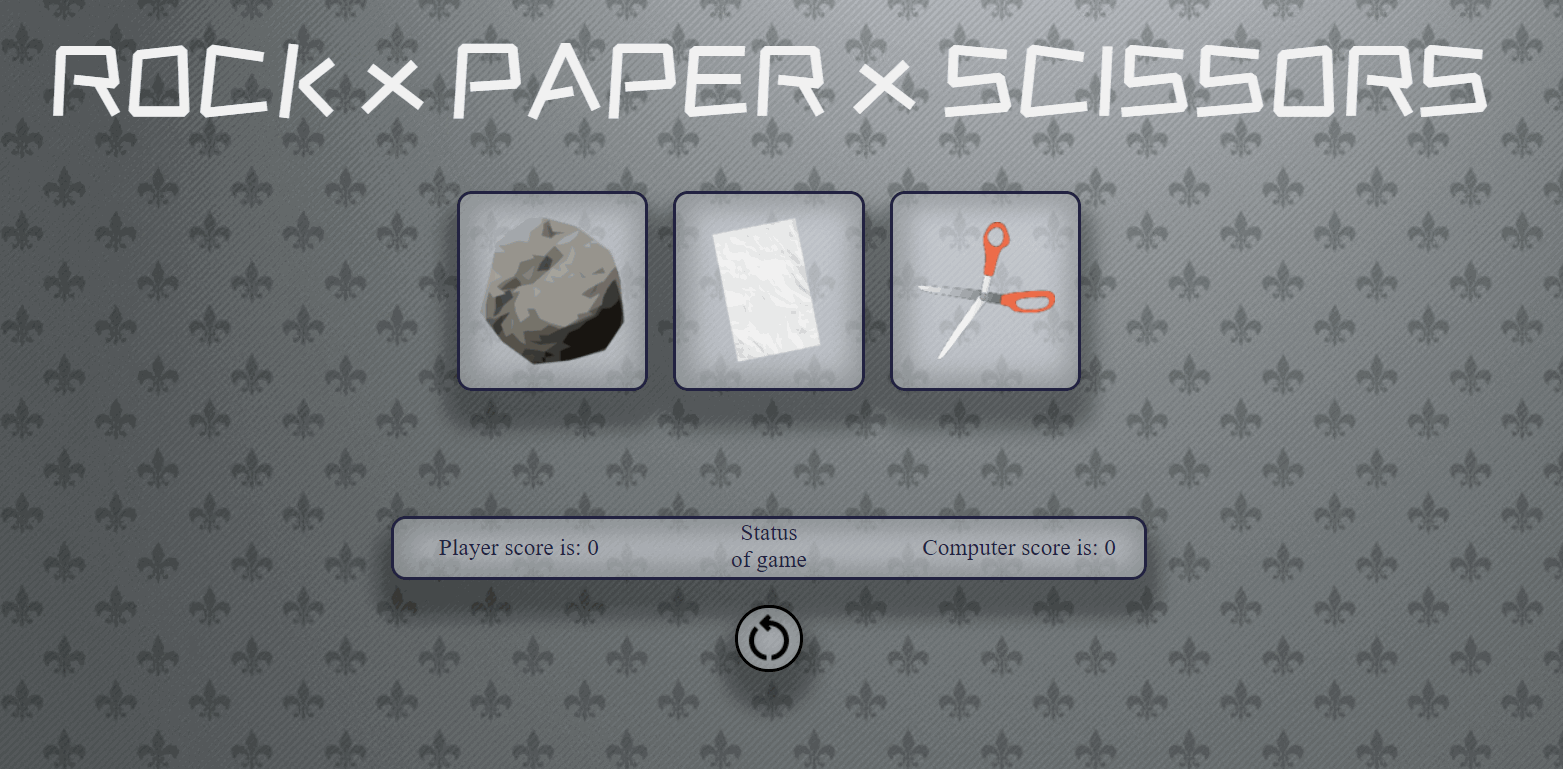 ROCK × PAPER × SCISSORS
Player score is: 0
Status
of game
Computer score is: 0